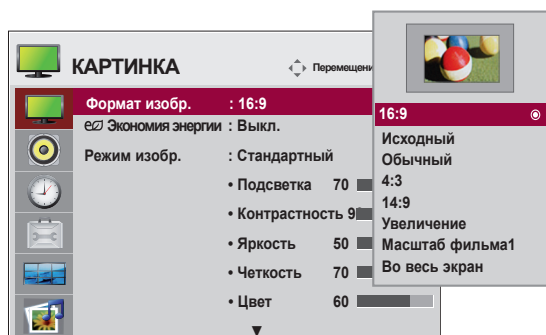 КАРТИНКА
Перемещени
Формат изобр. : 16:9
Экономия энергии : Выкл.
Режим изобр. : Стандартный
• Подсветка 70
• Контрастность 9
• Яркость 50
• Четкость 70
• Цвет 60
16:9
Исходный
Обычный
4:3
14:9
Увеличение
Масштаб фильма1
Во весь экран